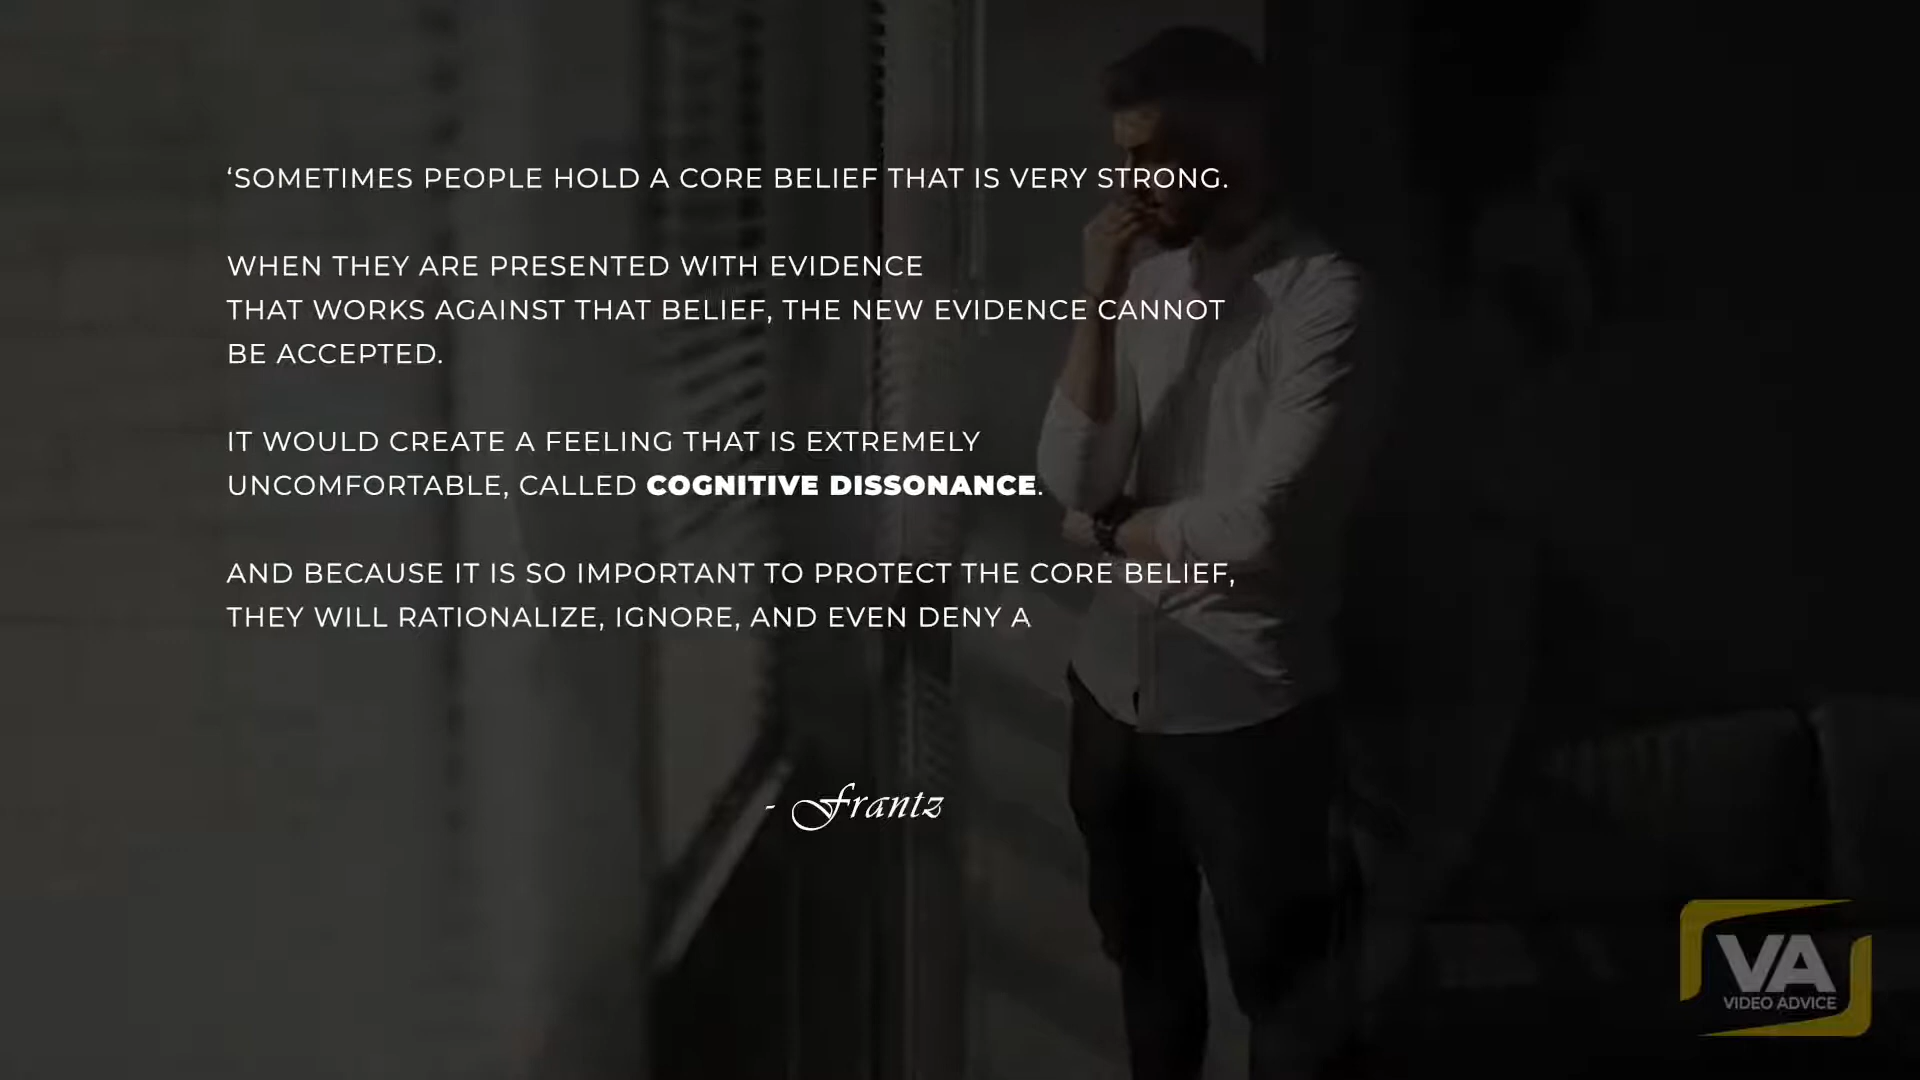 ‘SOMETIMES PEOPLE HOLD A CORE BELIEF THAT IS VERY STRONG.
WHEN THEY ARE PRESENTED WITH EVIDENCE
THAT WORKS AGAINST THAT BELIEF, THE NEW EVIDENCE CANNOT
BE ACCEPTED.
IT WOULD CREATE A FEELING THAT IS EXTREMELY
UNCOMFORTABLE, CALLED COGNITIVE DISSONANCE.
AND BECAUSE IT IS SO IMPORTANT TO PROTECT THE CORE BELIEF,
THEY WILL RATIONALIZE, IGNORE, AND EVEN DENY A
- Frantz
VA
VIDEO ADVICE